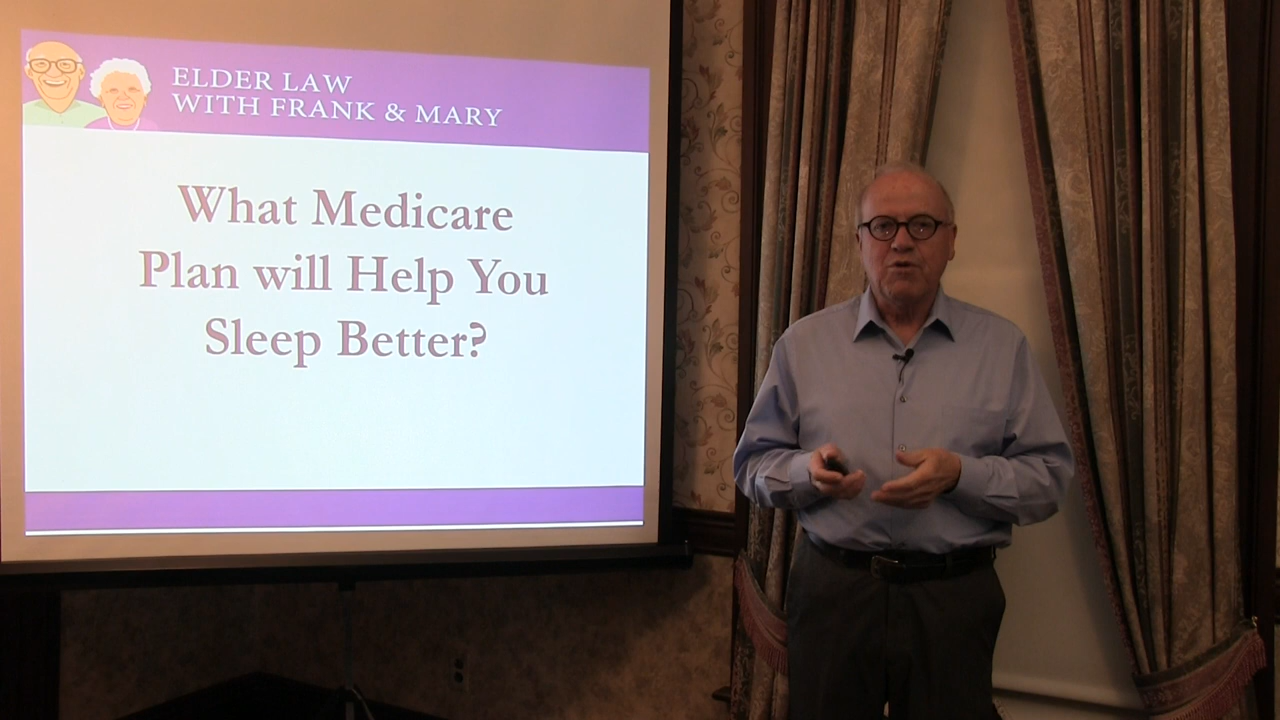 ELDER LAW
WITH FRANK & MARY
What Medicare
Plan will Help You
Sleep Better?